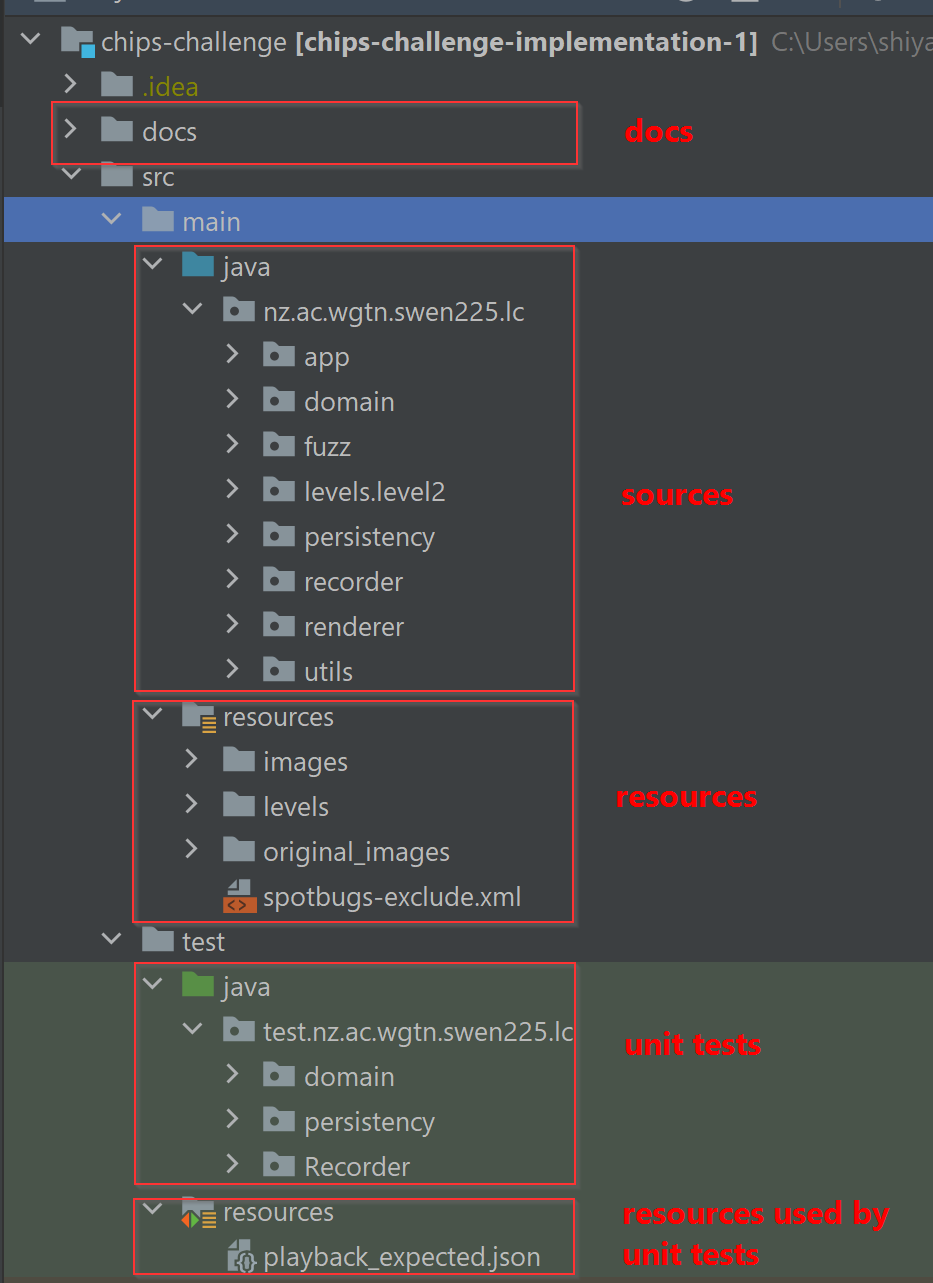 chips-challenge [chips-challenge-implementation-1] C:\Users\shiya
.idea
docs docs
src
main
java
nz.ac.wgtn.swen225.lc
app
domain
fuzz
levels.level2
sources
persistency
recorder
renderer
utils
resources
images
levels
resources
original_images
spotbugs-exclude.xml
test
java
test.nz.ac.wgtn.swen225.lc
unit tests
domain
persistency
Recorder
resources
resources used by
unit tests
playback_expected.json